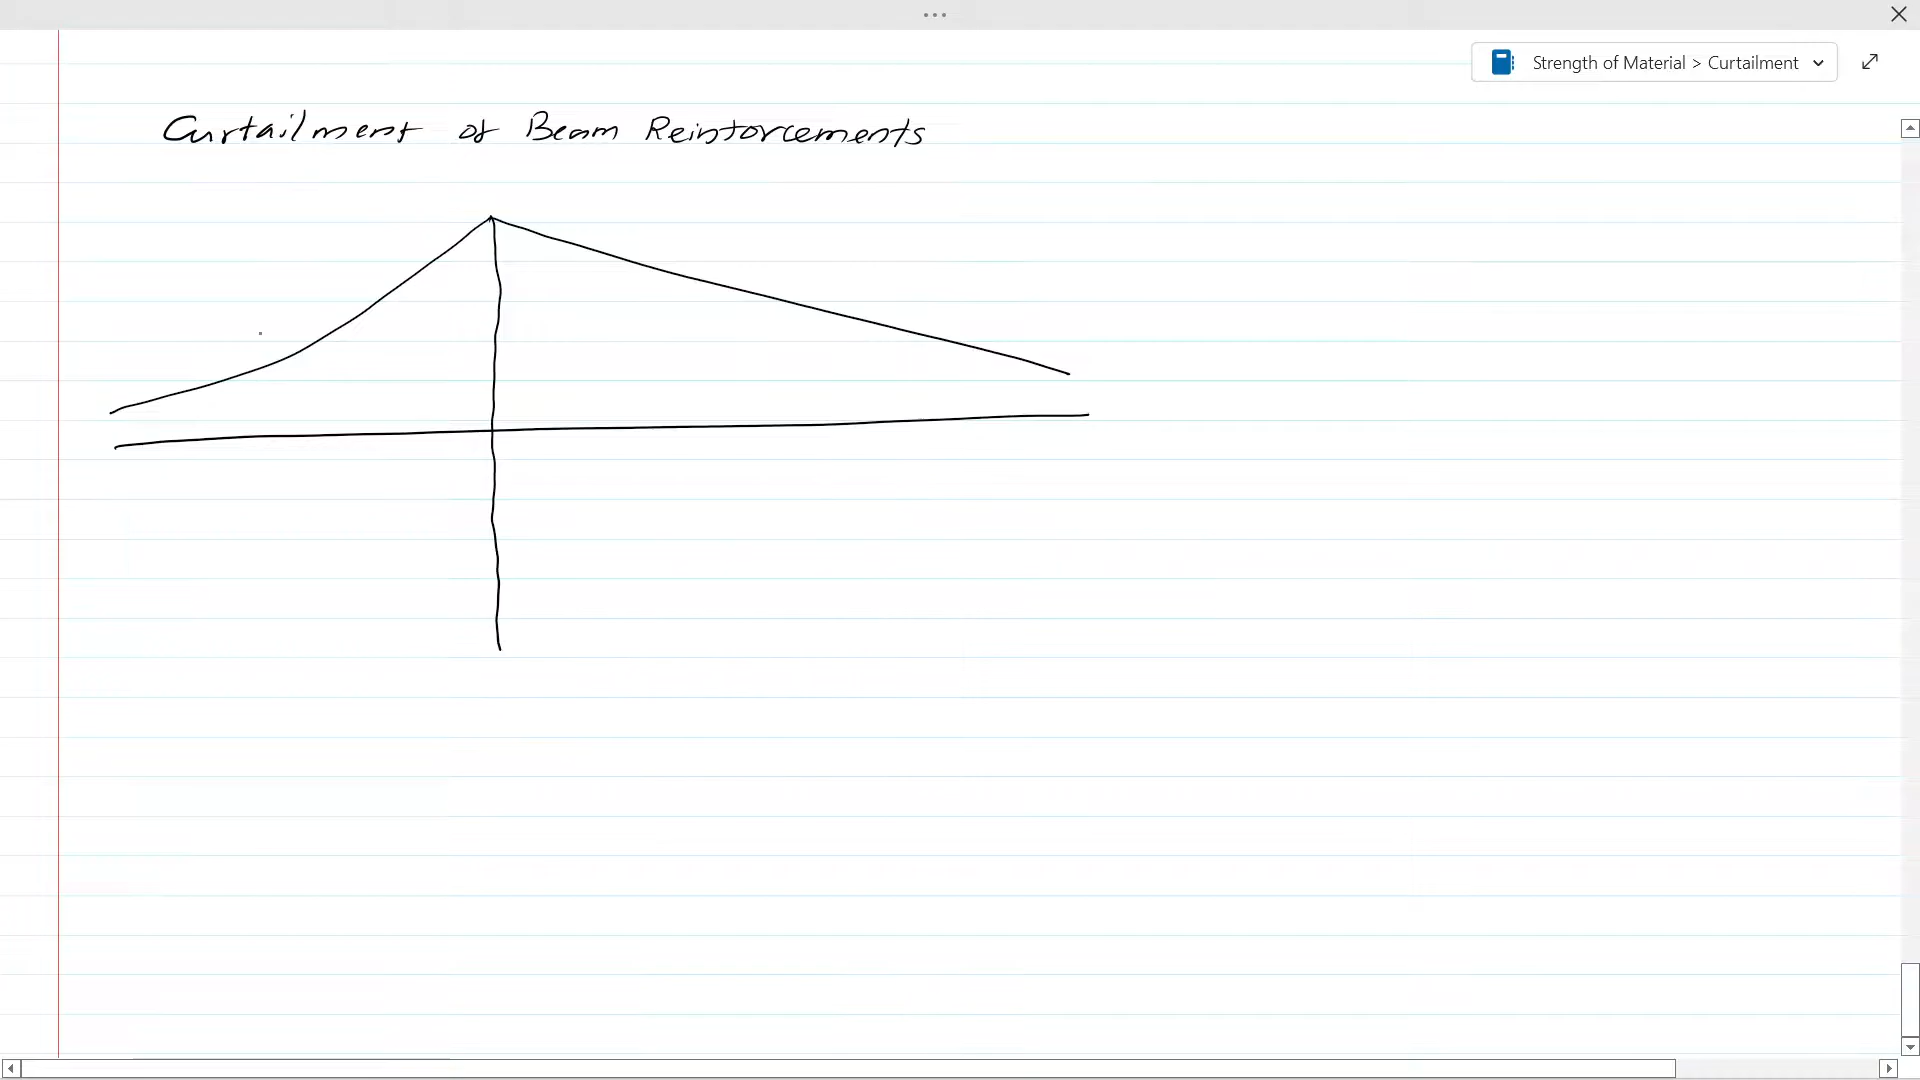 Strength of Material > Curtailment
Curtailment of Beam Reinforcements